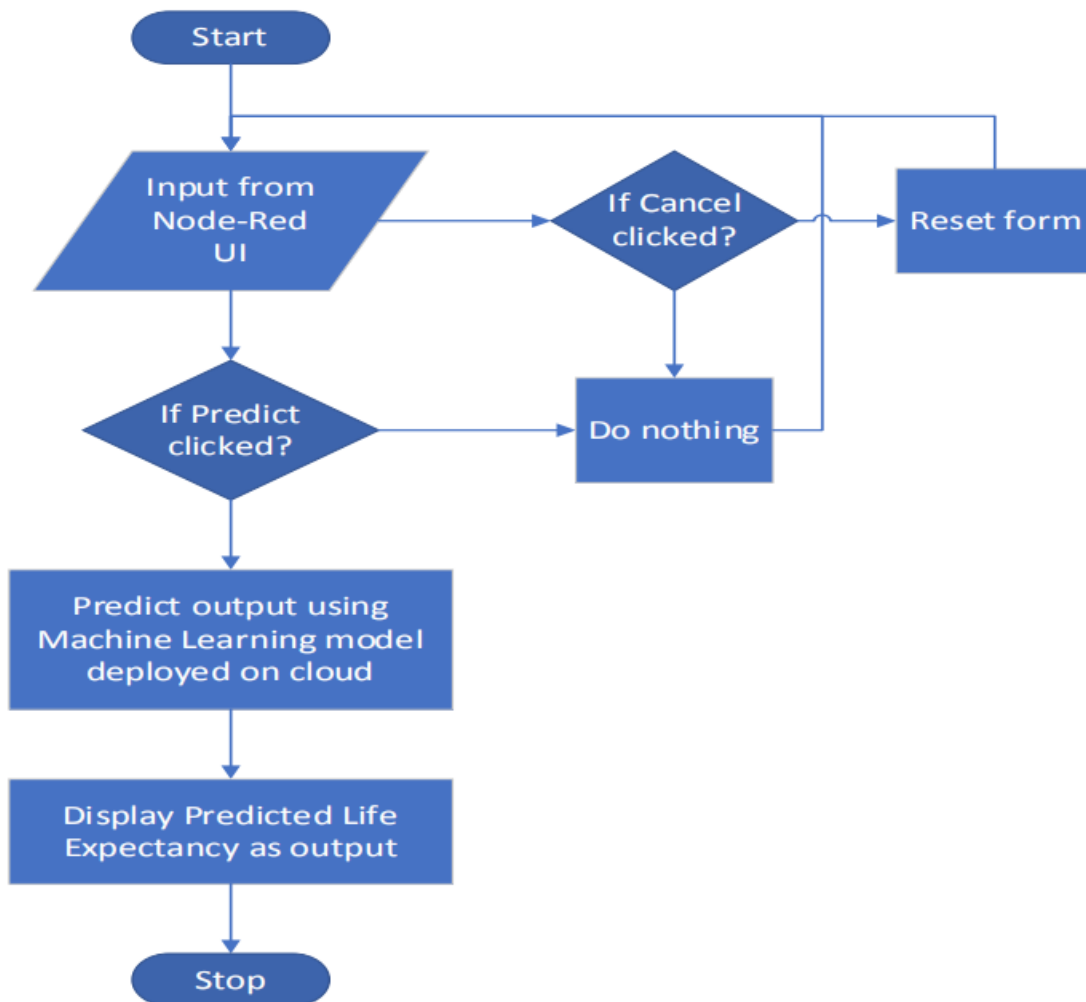 Start
Input from
Node-Red
UI
If Cancel
clicked?
Reset form
If Predict
clicked?
Do nothing
Predict output using
Machine Learning model
deployed on cloud
Display Predicted Life
Expectancy as output
Stop